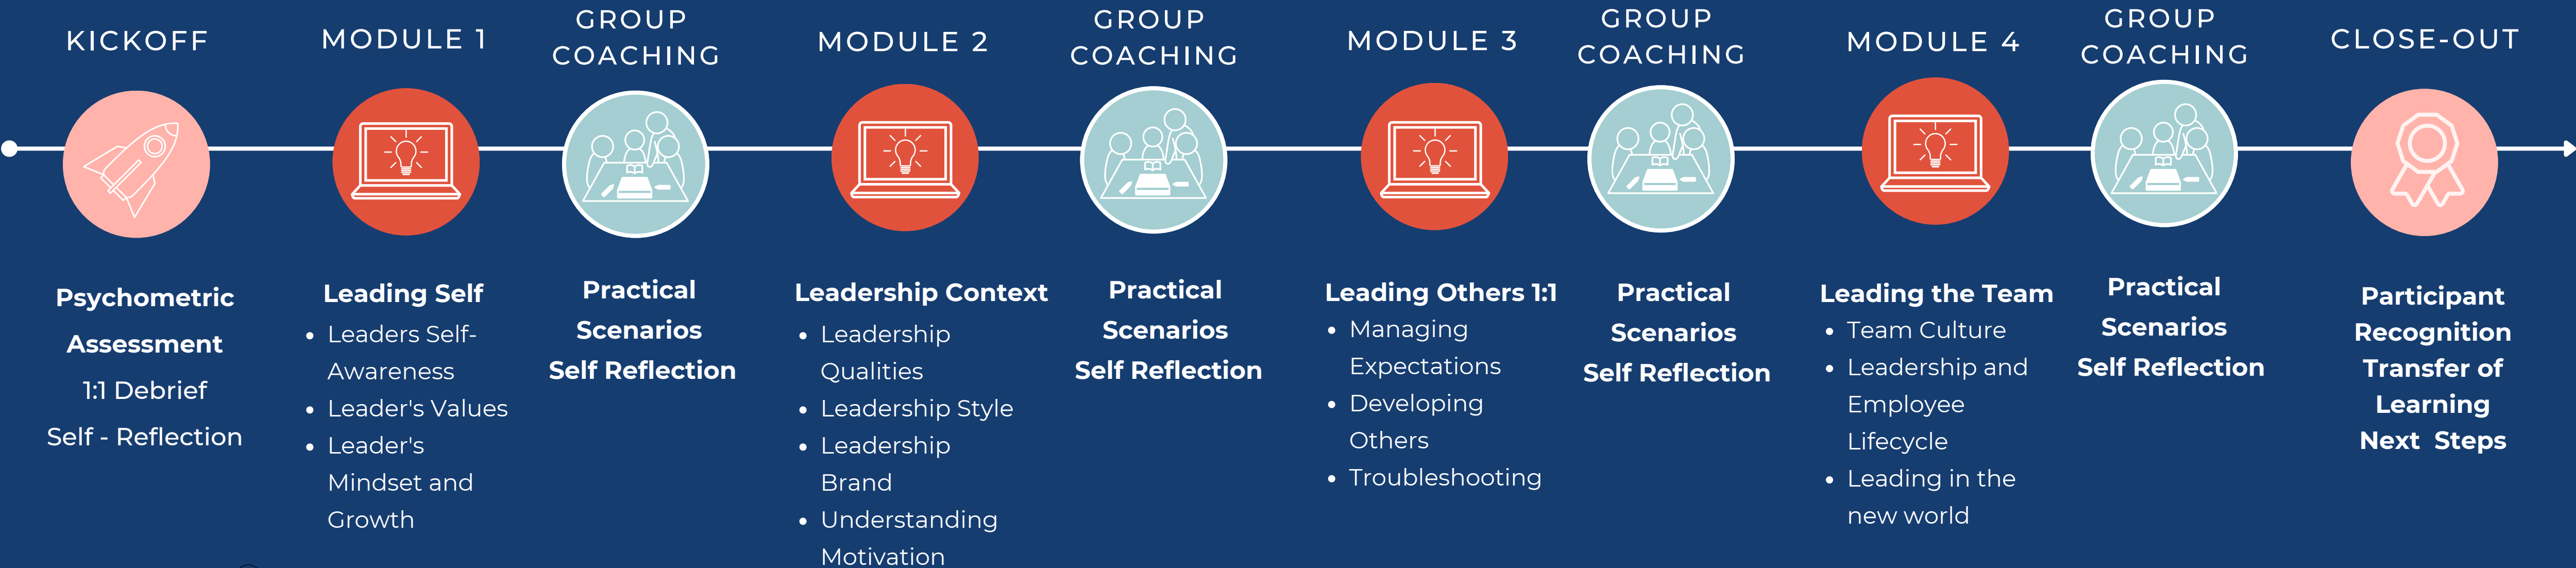 KICKOFF
Psychometric
Assessment
1:1 Debrief
Self - Reflection
MODULE 1
Leading Self
• Leaders Self-
Awareness
• Leader's Values
• Leader's
Mindset and
Growth
GROUP
COACHING
Practical
Scenarios
Self Reflection
MODULE 2
Leadership Context
• Leadership
Qualities
• Leadership Style
• Leadership
Brand
• Understanding
Motivation
GROUP
COACHING
Practical
Scenarios
Self Reflection
MODULE 3
Leading Others 1:1
• Managing
Expectations
• Developing
Others
• Troubleshooting
GROUP
COACHING
Practical
Scenarios
Self Reflection
MODULE 4
Leading the Team
• Team Culture
• Leadership and
Employee
Lifecycle
• Leading in the
new world
GROUP
COACHING
Practical
Scenarios
Self Reflection
CLOSE-OUT
Participant
Recognition
Transfer of
Learning
Next Steps